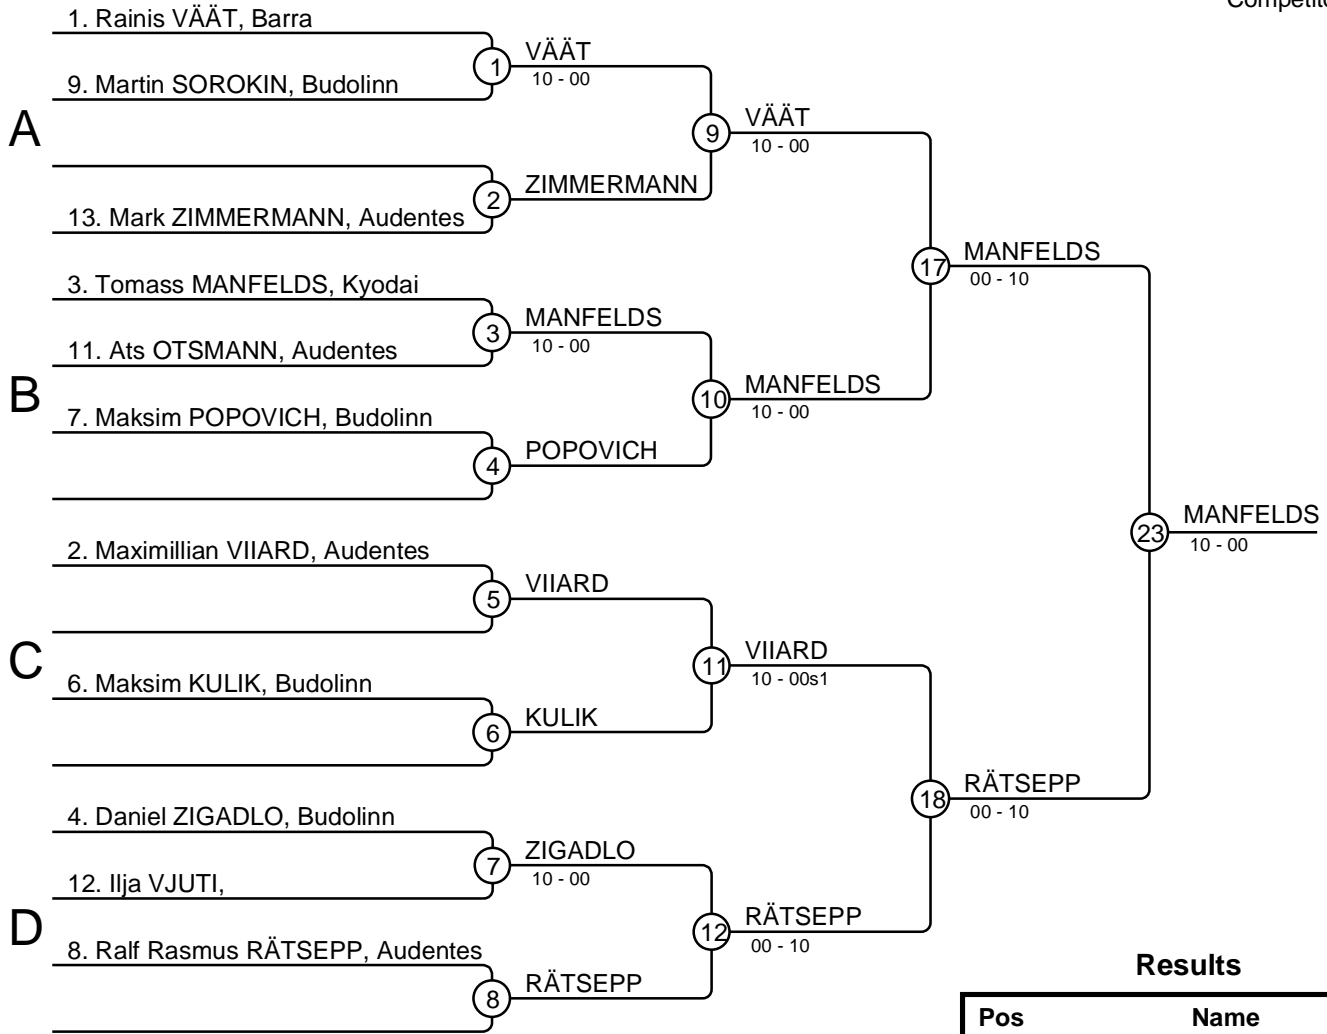 Competito
1. Rainis VÄÄT, Barra
1
VÄÄT
10 - 00
9. Martin SOROKIN, Budolinn
A
9
VÄÄT
10 - 00
2
ZIMMERMANN
13. Mark ZIMMERMANN, Audentes
17
MANFELDS
00 - 10
3. Tomass MANFELDS, Kyodai
3
MANFELDS
10 - 00
11. Ats OTSMANN, Audentes
B
10
MANFELDS
10 - 00
7. Maksim POPOVICH, Budolinn
4
POPOVICH
23
MANFELDS
10 - 00
2. Maximillian VIIARD, Audentes
5
VIIARD
C
11
VIIARD
10 - 00s1
6. Maksim KULIK, Budolinn
6
KULIK
18
RÄTSEPP
00 - 10
4. Daniel ZIGADLO, Budolinn
7
ZIGADLO
10 - 00
12. Ilja VJUTI,
D
12
RÄTSEPP
00 - 10
8. Ralf Rasmus RÄTSEPP, Audentes
8
RÄTSEPP
Results
Pos Name